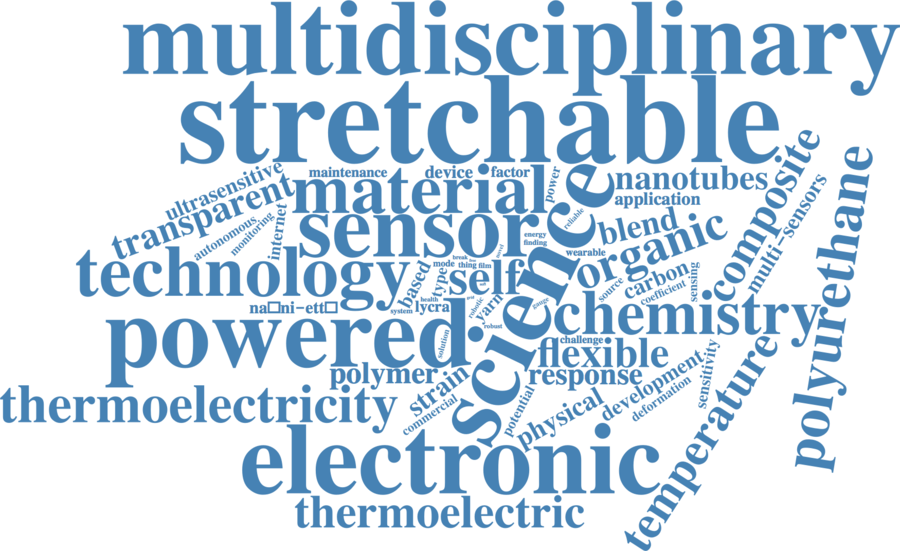 multidisciplinary
stretchable
ultrasensitive
maintenance
device
factor
power
nanotubes
application
composite
multi-sensors
polyurethane
transparent
material
autonomous
monitoring
internet
sensor
science
reliable
blend
organic
energy
finding
wearable
technology
based
type
mode
break
thing
film
novel
self
source
carbon
coefficient
sensing
na□ni-ett□
system
health
lycra
robotic
yarn
gauge
robust
powered
solution
chemistry
challenge
flexible
polymer
response
strain
commercial
potential
physical
development
deformation
sensitivity
temperature
thermoelectricity
electronic
thermoelectric